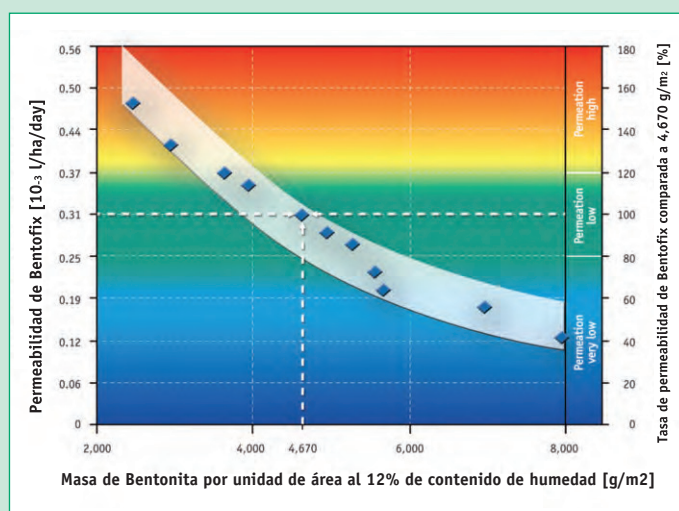 Permeabilidad de Bentofix [10-3 l/ha/day]
0.56
0.50
0.44
0.37
0.31
0.25
0.19
0.12
0.06
0
2,000
4,000
4,670
6,000
8,000
Masa de Bentonita por unidad de área al 12% de contenido de humedad [g/m2]
Permeation
high
Permeation
low
Permeation
very low
180
160
140
120
100
80
60
40
20
0
Tasa de permeabilidad de Bentofix comparada a 4,670 g/m2 [%]